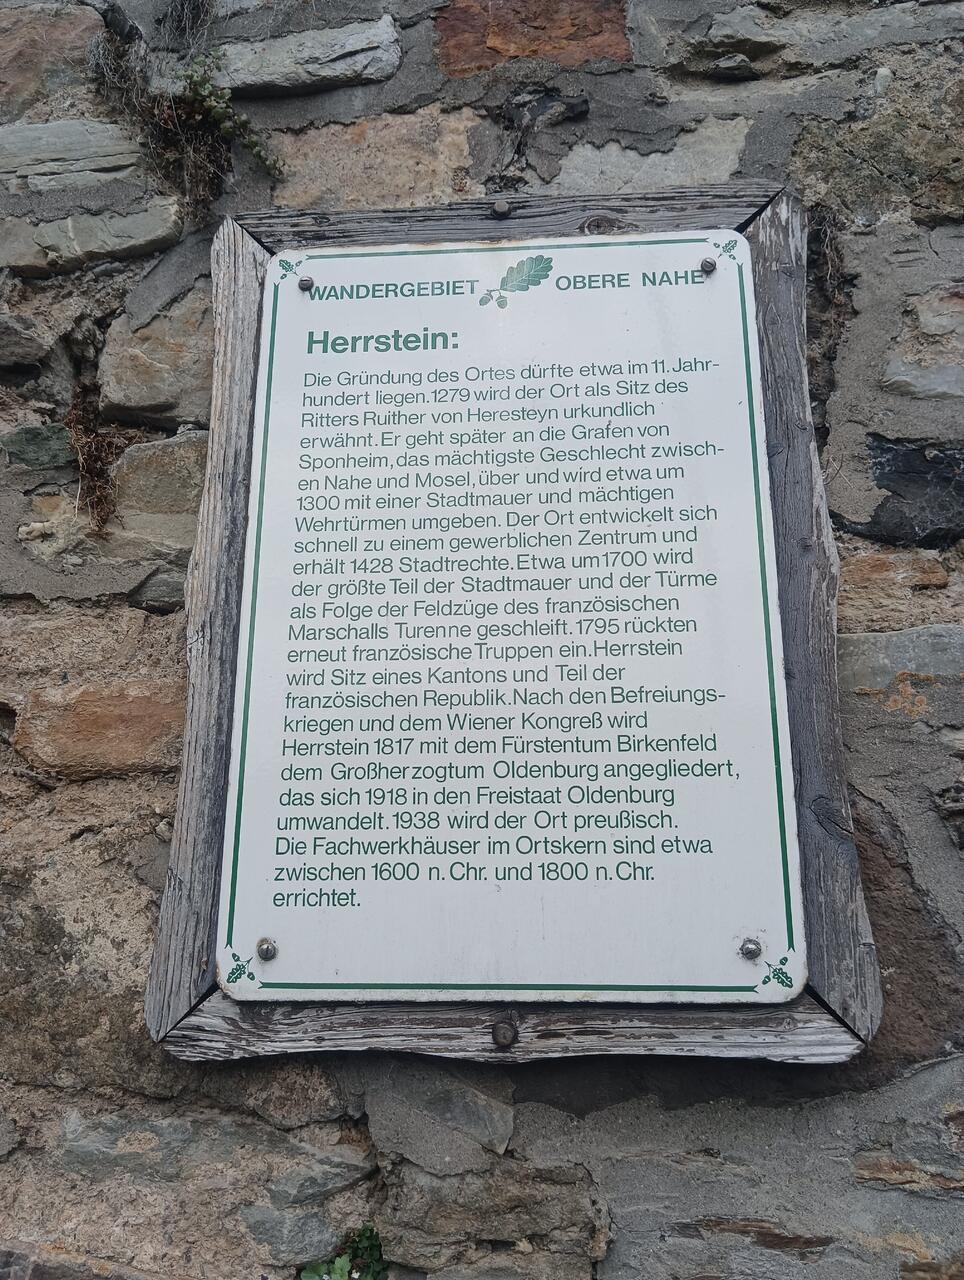 WANDERGEBIET OBERE NAHE
Herrstein:
Die Gründung des Ortes dürfte etwa im 11. Jahr-
hundert liegen. 1279 wird der Ort als Sitz des
Ritters Ruither von Heresteyn urkundlich
erwähnt. Er geht später an die Grafen von
Sponheim, das mächtigste Geschlecht zwisch-
en Nahe und Mosel, über und wird etwa um
1300 mit einer Stadtmauer und mächtigen
Wehrtürmen umgeben. Der Ort entwickelt sich
schnell zu einem gewerblichen Zentrum und
erhält 1428 Stadtrechte. Etwa um 1700 wird
der größte Teil der Stadtmauer und der Türme
als Folge der Feldzüge des französischen
Marschalls Turenne geschleift. 1795 rückten
erneut französische Truppen ein. Herrstein
wird Sitz eines Kantons und Teil der
französischen Republik. Nach den Befreiungs-
kriegen und dem Wiener Kongreß wird
Herrstein 1817 mit dem Fürstentum Birkenfeld
dem Großherzogtum Oldenburg angegliedert,
das sich 1918 in den Freistaat Oldenburg
umwandelt. 1938 wird der Ort preußisch.
Die Fachwerkhäuser im Ortskern sind etwa
zwischen 1600 n. Chr. und 1800 n. Chr.
errichtet.